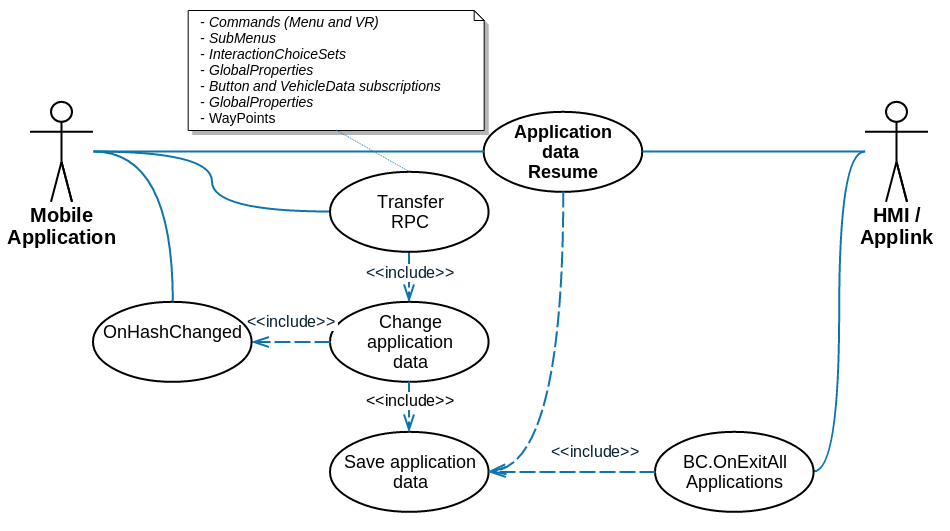 - Commands (Menu and VR)
- SubMenus
- InteractionChoiceSets
- GlobalProperties
- Button and VehicleData subscriptions
- GlobalProperties
- WayPoints
Application
data
Resume
Mobile
Application
HMI /
Applink
Transfer
RPC
<<include>>
OnHashChanged
<<include>>
Change
application
data
<<include>>
Save application
data
<<include>>
BC.OnExitAll
Applications